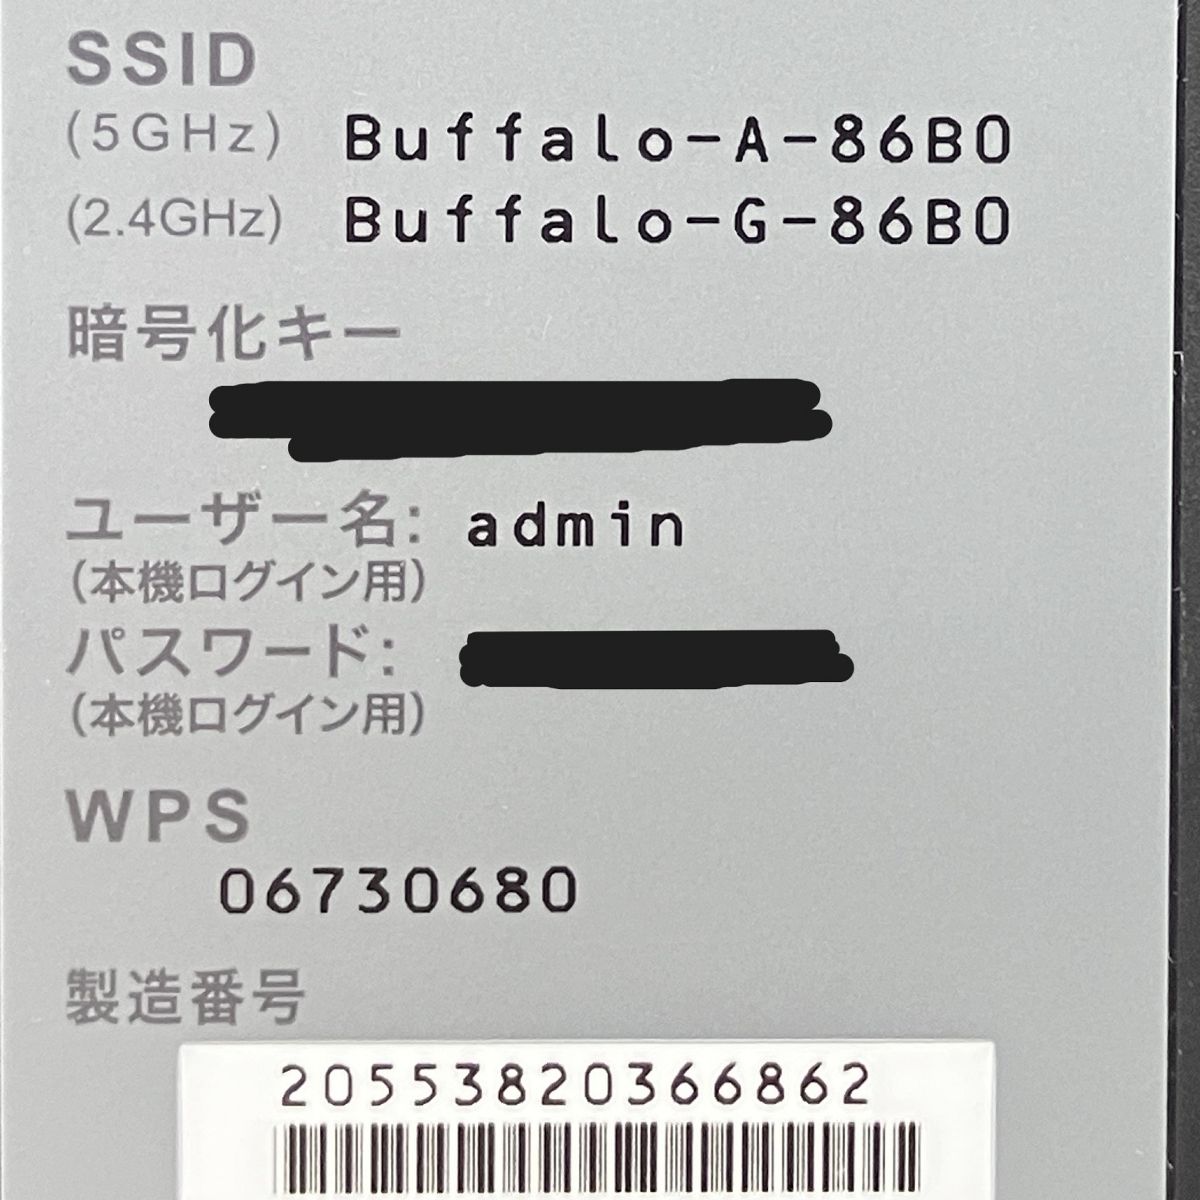 SSID
(5GHz) Buffalo-A-86B0
(2.4GHz) Buffalo-G-86B0
暗号化キー
ユーザー名: admin
(本機ログイン用)
パスワード:
(本機ログイン用)
WPS
06730680
製造番号
20553820366862